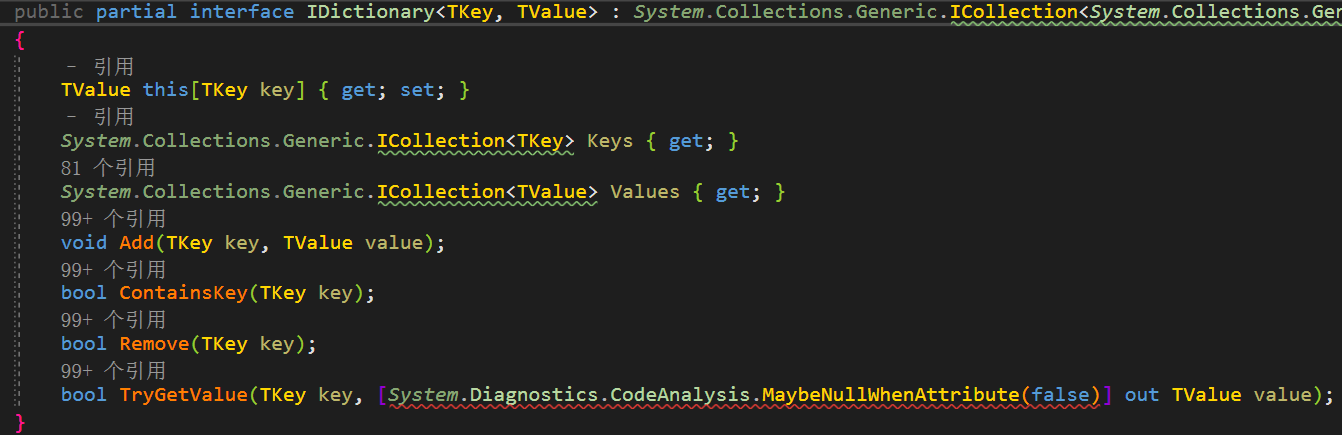 public partial interface IDictionary<TKey, TValue> : System.Collections.Generic.ICollection<System.Collections.Ger
{
- 引用
TValue this[TKey key] { get; set; }
- 引用
System.Collections.Generic.ICollection<TKey> Keys { get; }
81 个引用
System.Collections.Generic.ICollection<TValue> Values { get; }
99+ 个引用
void Add(TKey key, TValue value);
99+ 个引用
bool ContainsKey(TKey key);
99+ 个引用
bool Remove(TKey key);
99+ 个引用
bool TryGetValue(TKey key, [System.Diagnostics.CodeAnalysis.MaybeNullWhenAttribute(false)] out TValue value);
}